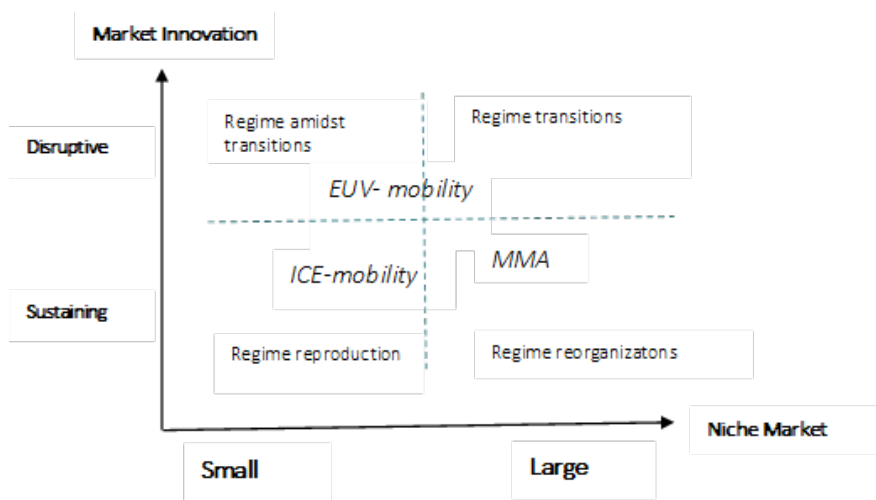 Market Innovation
Regime amidst
transitions
Regime transitions
Disruptive
EUV- mobility
ICE-mobility
MMA
Sustaining
Regime reproduction
Regime reorganizatons
Niche Market
Small
Large